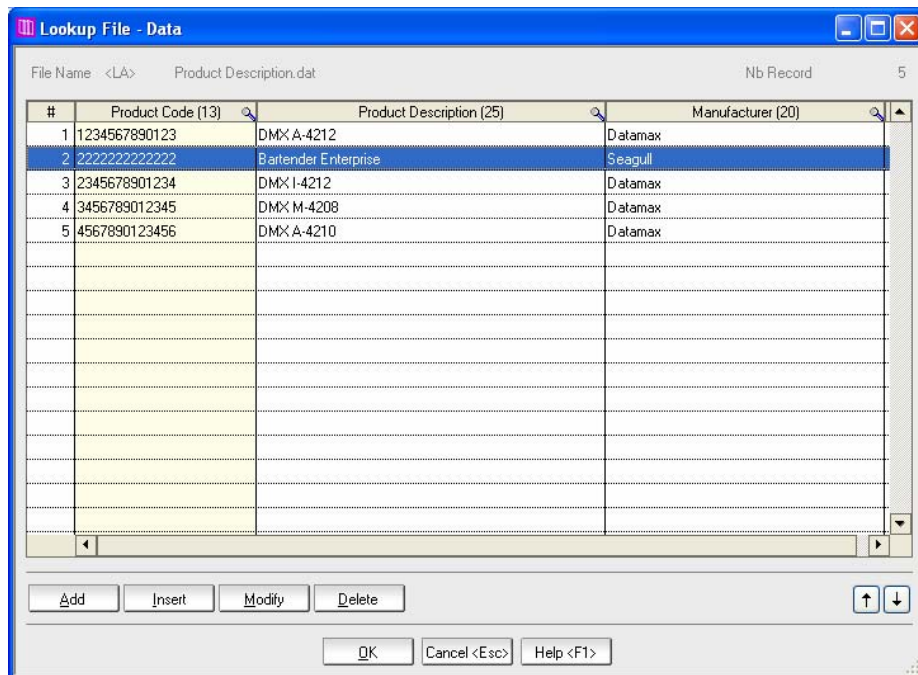 Lookup File - Data
File Name <LA> Product Description.dat Nb Record 5
# Product Code (13) Product Description (25) Manufacturer (20)
1 1234567890123 DMX A-4212 Datamax
2 2222222222222 Bartender Enterprise Seagull
3 2345678901234 DMX I-4212 Datamax
4 3456789012345 DMX M-4208 Datamax
5 4567890123456 DMX A-4210 Datamax
Add Insert Modify Delete
OK Cancel <Esc> Help <F1>